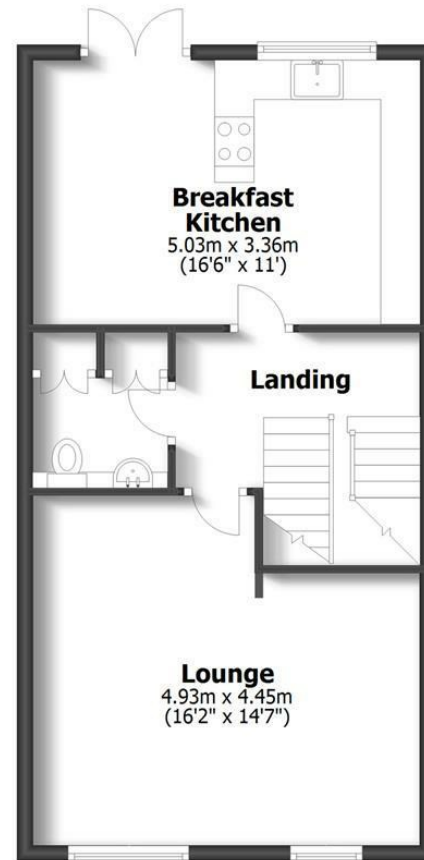 Breakfast
Kitchen
5.03m x 3.36m
(16'6" x 11')
Landing
Lounge
4.93m x 4.45m
(16'2" x 14'7")